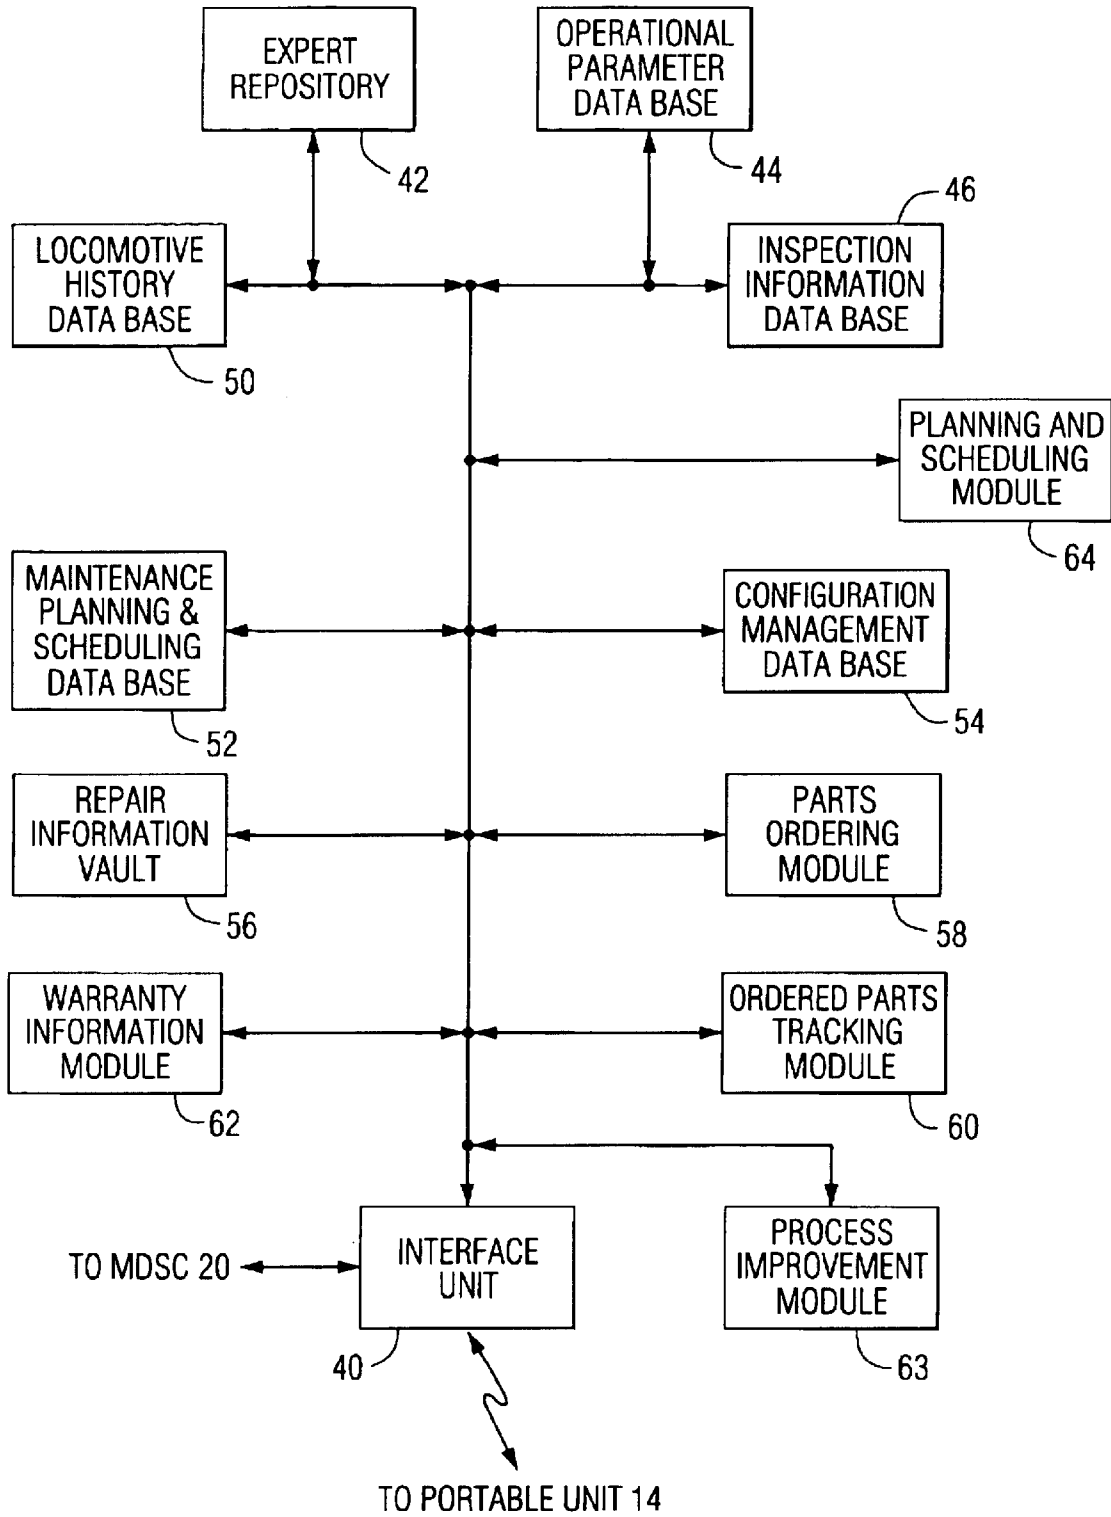 EXPERT
REPOSITORY
42
OPERATIONAL
PARAMETER
DATA BASE
44
LOCOMOTIVE
HISTORY
DATA BASE
50
46
INSPECTION
INFORMATION
DATA BASE
PLANNING AND
SCHEDULING
MODULE
64
MAINTENANCE
PLANNING &
SCHEDULING
DATA BASE
52
CONFIGURATION
MANAGEMENT
DATA BASE
54
REPAIR
INFORMATION
VAULT
56
PARTS
ORDERING
MODULE
58
WARRANTY
INFORMATION
MODULE
62
ORDERED PARTS
TRACKING
MODULE
60
TO MDSC 20
INTERFACE
UNIT
40
PROCESS
IMPROVEMENT
MODULE
63
TO PORTABLE UNIT 14